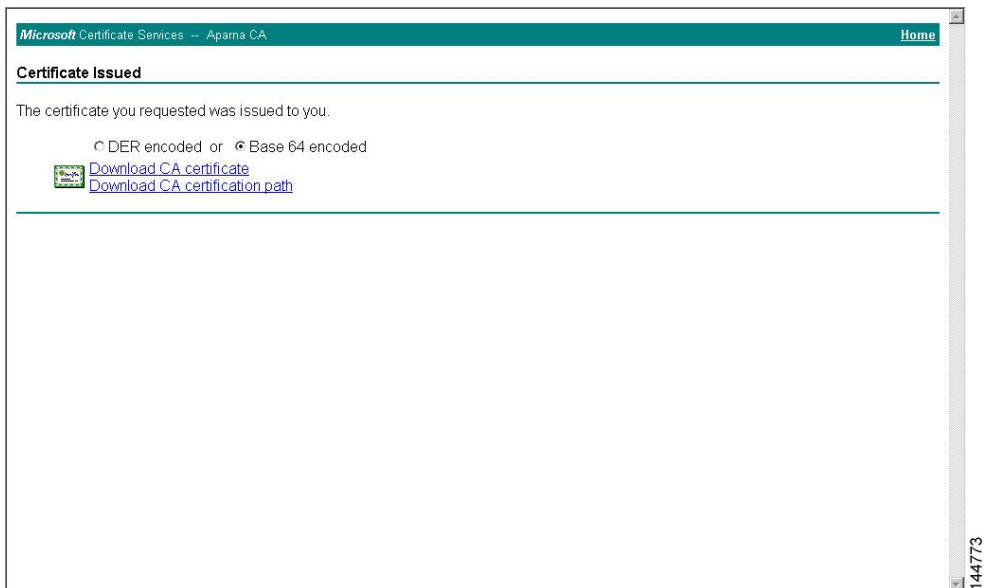 Microsoft Certificate Services -- Aparna CA Home
Certificate Issued
The certificate you requested was issued to you.
DER encoded or Base 64 encoded
Download CA certificate
Download CA certification path
144773